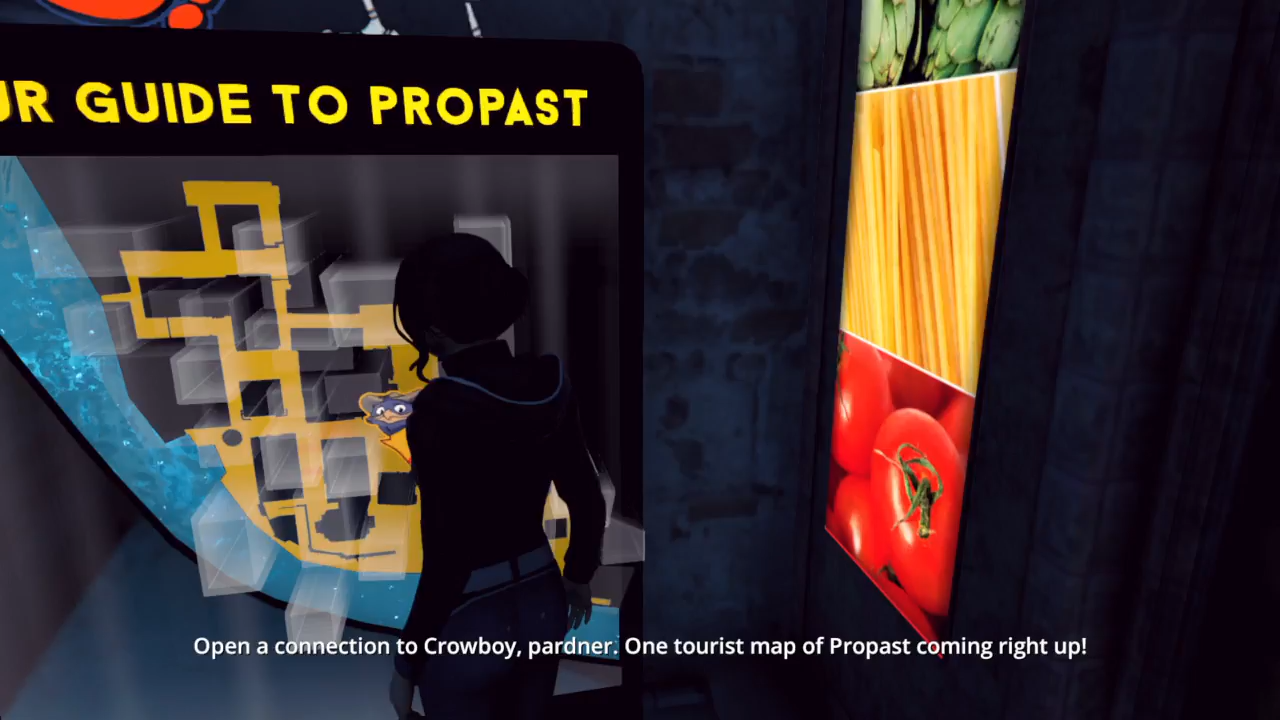 UR GUIDE TO PROPAST
Open a connection to Crowboy, pardner. One tourist map of Propast coming right up!